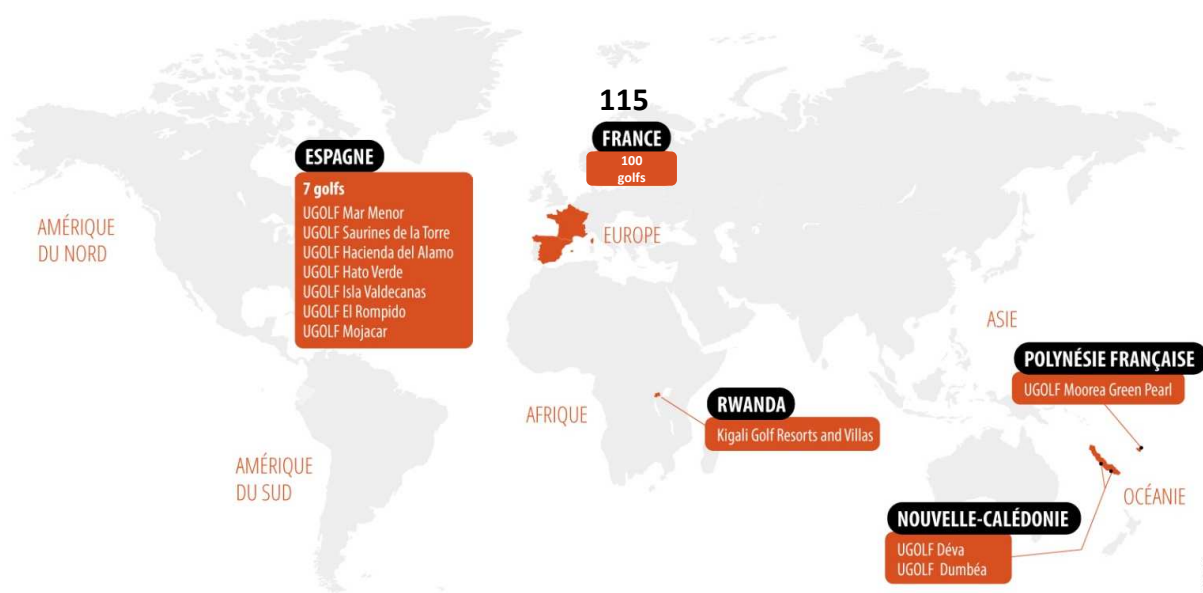 115
FRANCE
100
golfs
ESPAGNE
7 golfs
UGOLF Mar Menor
UGOLF Saurines de la Torre
UGOLF Hacienda del Alamo
UGOLF Hato Verde
UGOLF Isla Valdecanas
UGOLF El Rompido
UGOLF Mojacar
AMÉRIQUE
DU NORD
EUROPE
ASIE
POLYNÉSIE FRANÇAISE
UGOLF Moorea Green Pearl
AFRIQUE
RWANDA
Kigali Golf Resorts and Villas
AMÉRIQUE
DU SUD
OCÉANIE
NOUVELLE-CALÉDONIE
UGOLF Déva
UGOLF Dumbéa